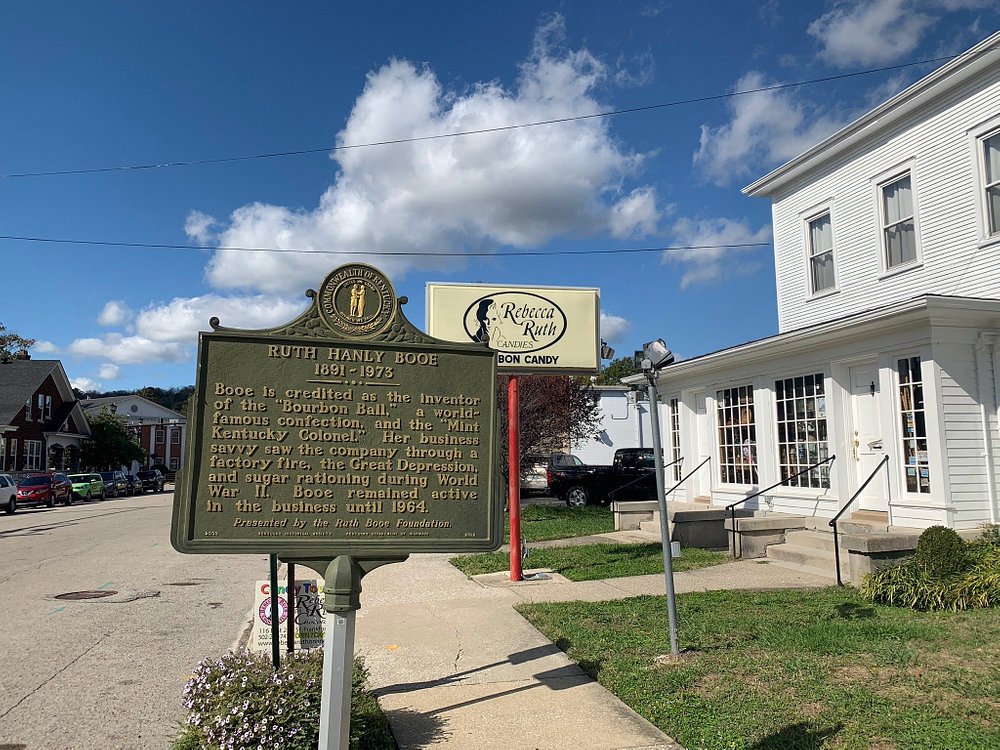 COMMONWEALTH OF KENTUCKY
RUTH HANLY BOOE
1891-1973
Booe is credited as the inventor
of the "Bourbon Ball," a world-
famous confection, and the "Mint
Kentucky Colonel." Her business
savvy saw the company through a
factory fire, the Great Depression,
and sugar rationing during World
War II. Booe remained active
in the business until 1964.
Presented by the Ruth Booe Foundation.
Rebecca
Ruth
CANDIES
BON CANDY
Candy